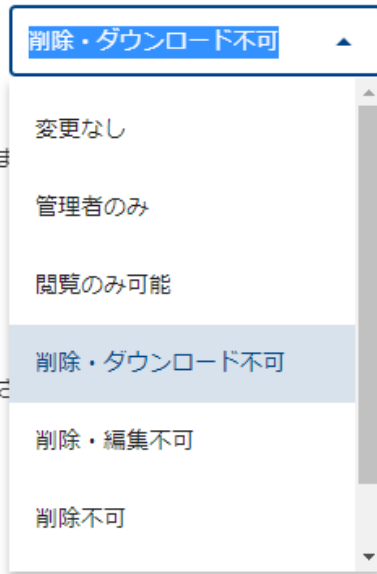 削除・ダウンロード不可
変更なし
管理者のみ
閲覧のみ可能
削除・ダウンロード不可
削除・編集不可
削除不可